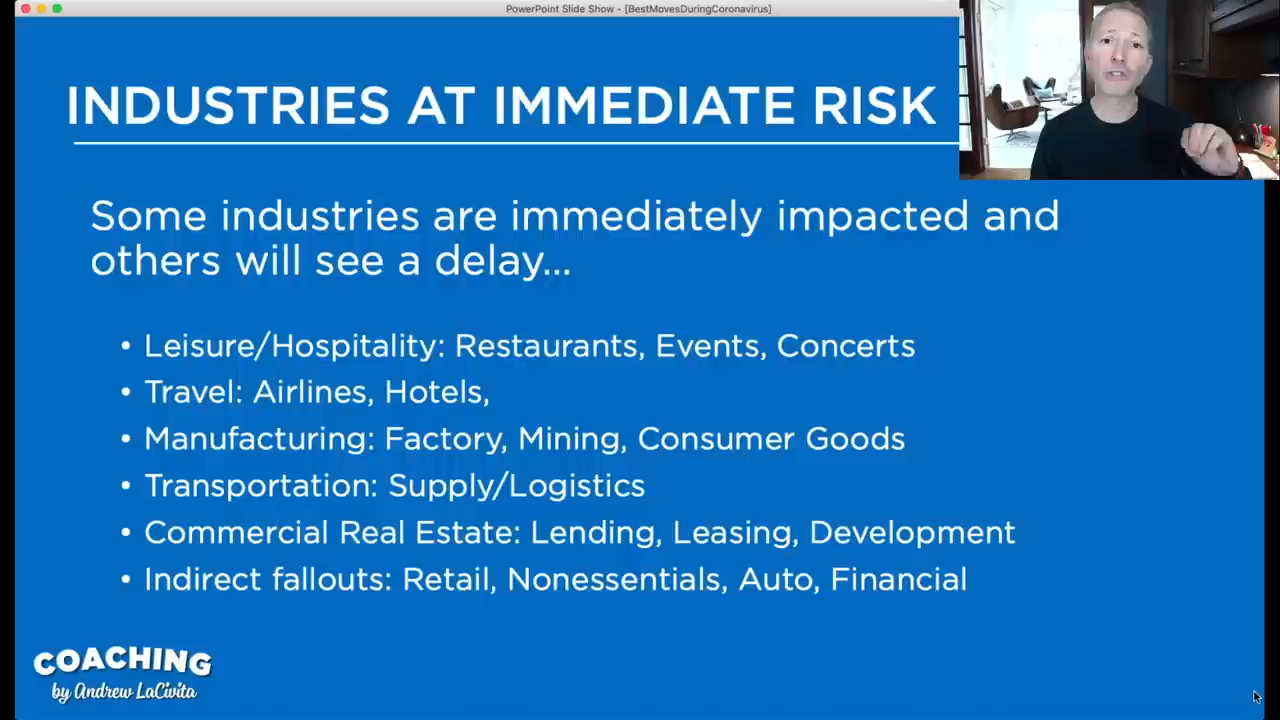 PowerPoint Slide Show - [BestMovesDuringCoronavirus]
INDUSTRIES AT IMMEDIATE RISK
Some industries are immediately impacted and
others will see a delay...
• Leisure/Hospitality: Restaurants, Events, Concerts
• Travel: Airlines, Hotels,
• Manufacturing: Factory, Mining, Consumer Goods
• Transportation: Supply/Logistics
• Commercial Real Estate: Lending, Leasing, Development
• Indirect fallouts: Retail, Nonessentials, Auto, Financial
COACHING
by Andrew LaCivita